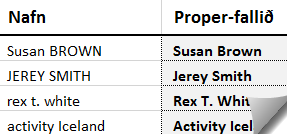 Nafn Proper-fallið
Susan BROWN Susan Brown
JEREY SMITH Jerey Smith
rex t. white Rex T.
activity Iceland Activity